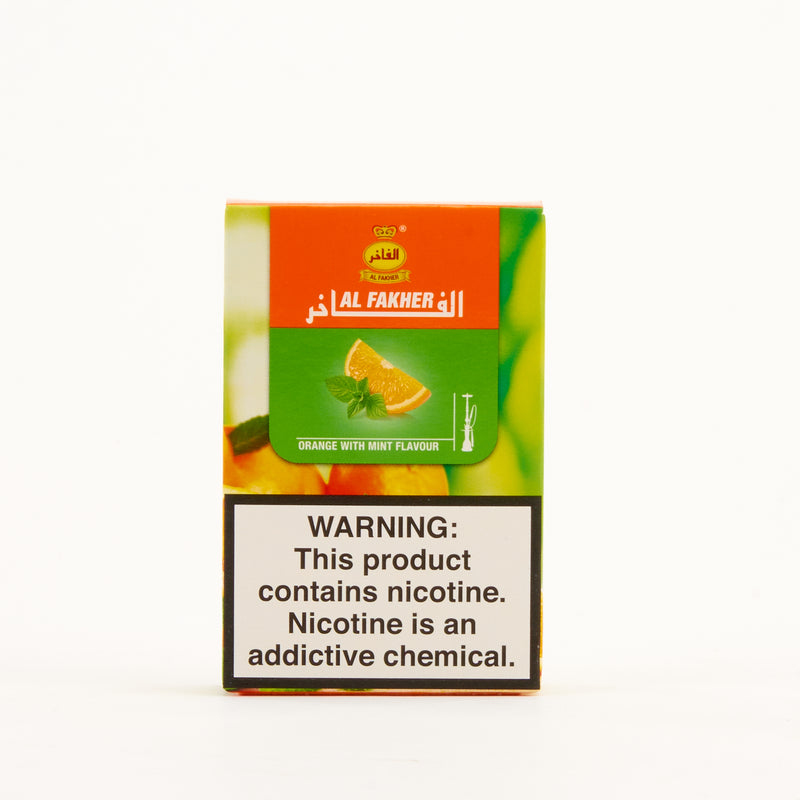 ®
الفاخر
AL FAKHER
الفاخر AL FAKHER
ORANGE WITH MINT FLAVOUR
WARNING:
This product
contains nicotine.
Nicotine is an
addictive chemical.